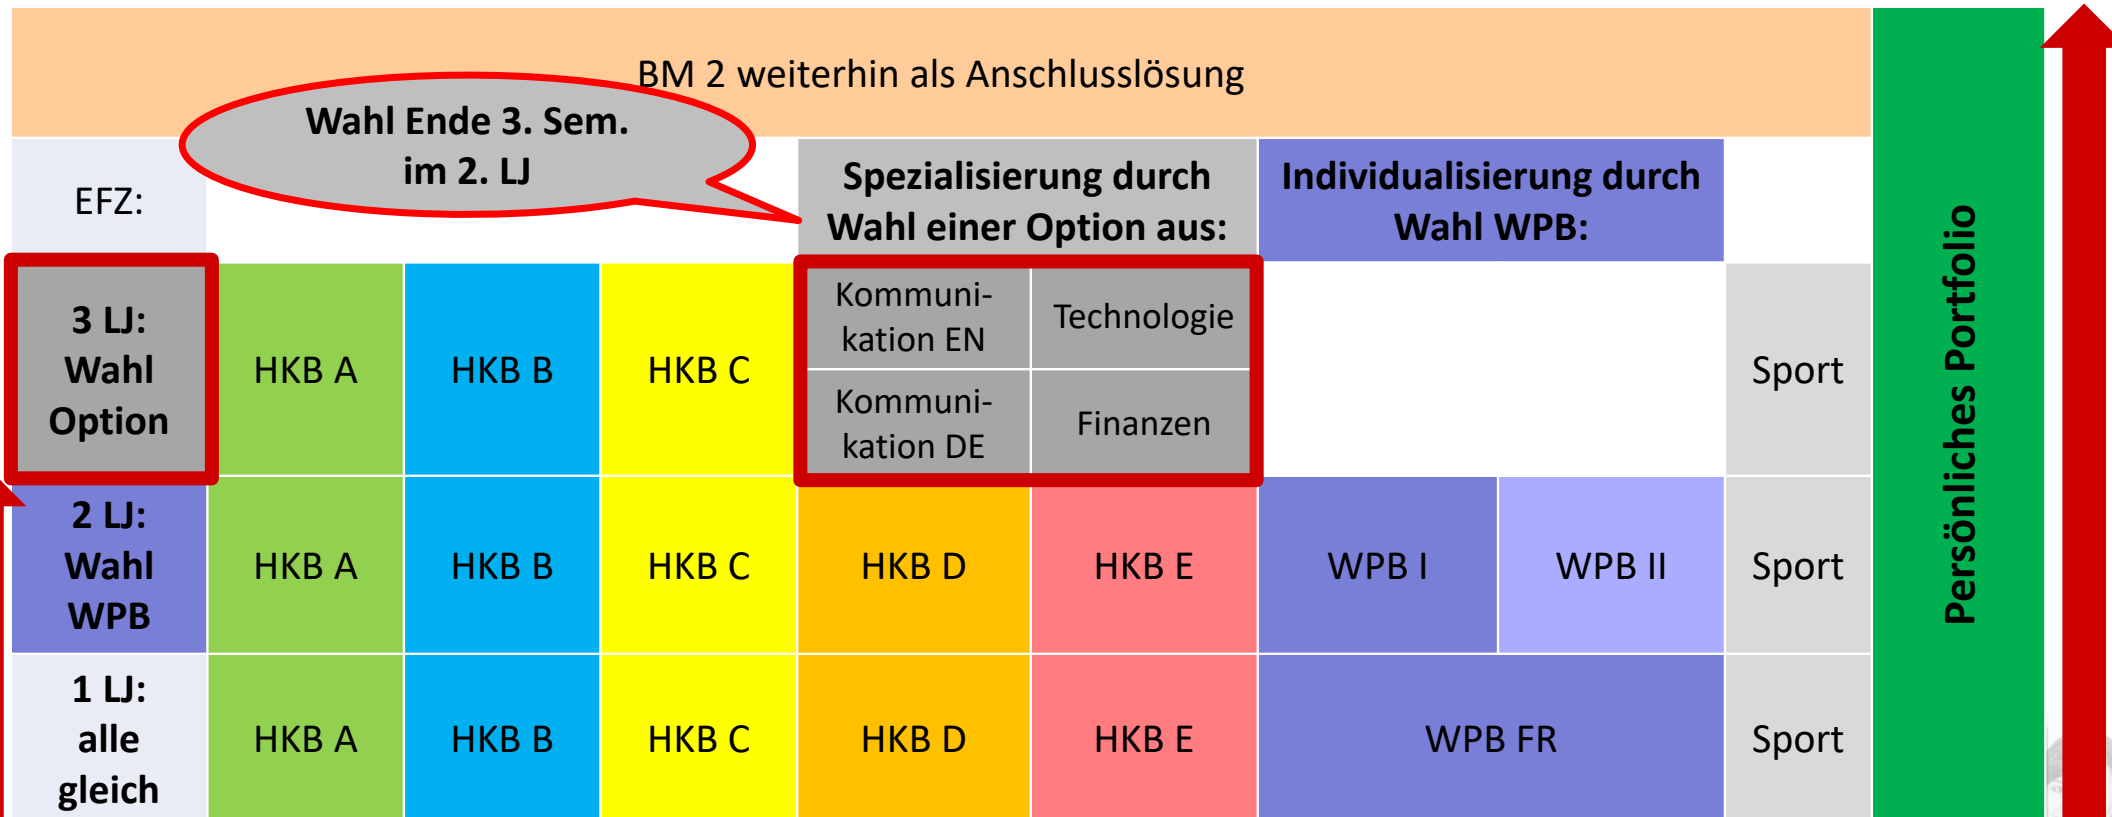 BM 2 weiterhin als Anschlusslösung
Wahl Ende 3. Sem.
im 2. LJ
EFZ:
Spezialisierung durch
Wahl einer Option aus:
Individualisierung durch
Wahl WPB:
3 LJ:
Wahl
Option
HKB A
HKB B
HKB C
Kommuni-
kation EN
Technologie
Kommuni-
kation DE
Finanzen
Sport
2 LJ:
Wahl
WPB
HKB A
HKB B
HKB C
HKB D
HKB E
WPB I
WPB II
Sport
1 LJ:
alle
gleich
HKB A
HKB B
HKB C
HKB D
HKB E
WPB FR
Sport
Persönliches Portfolio